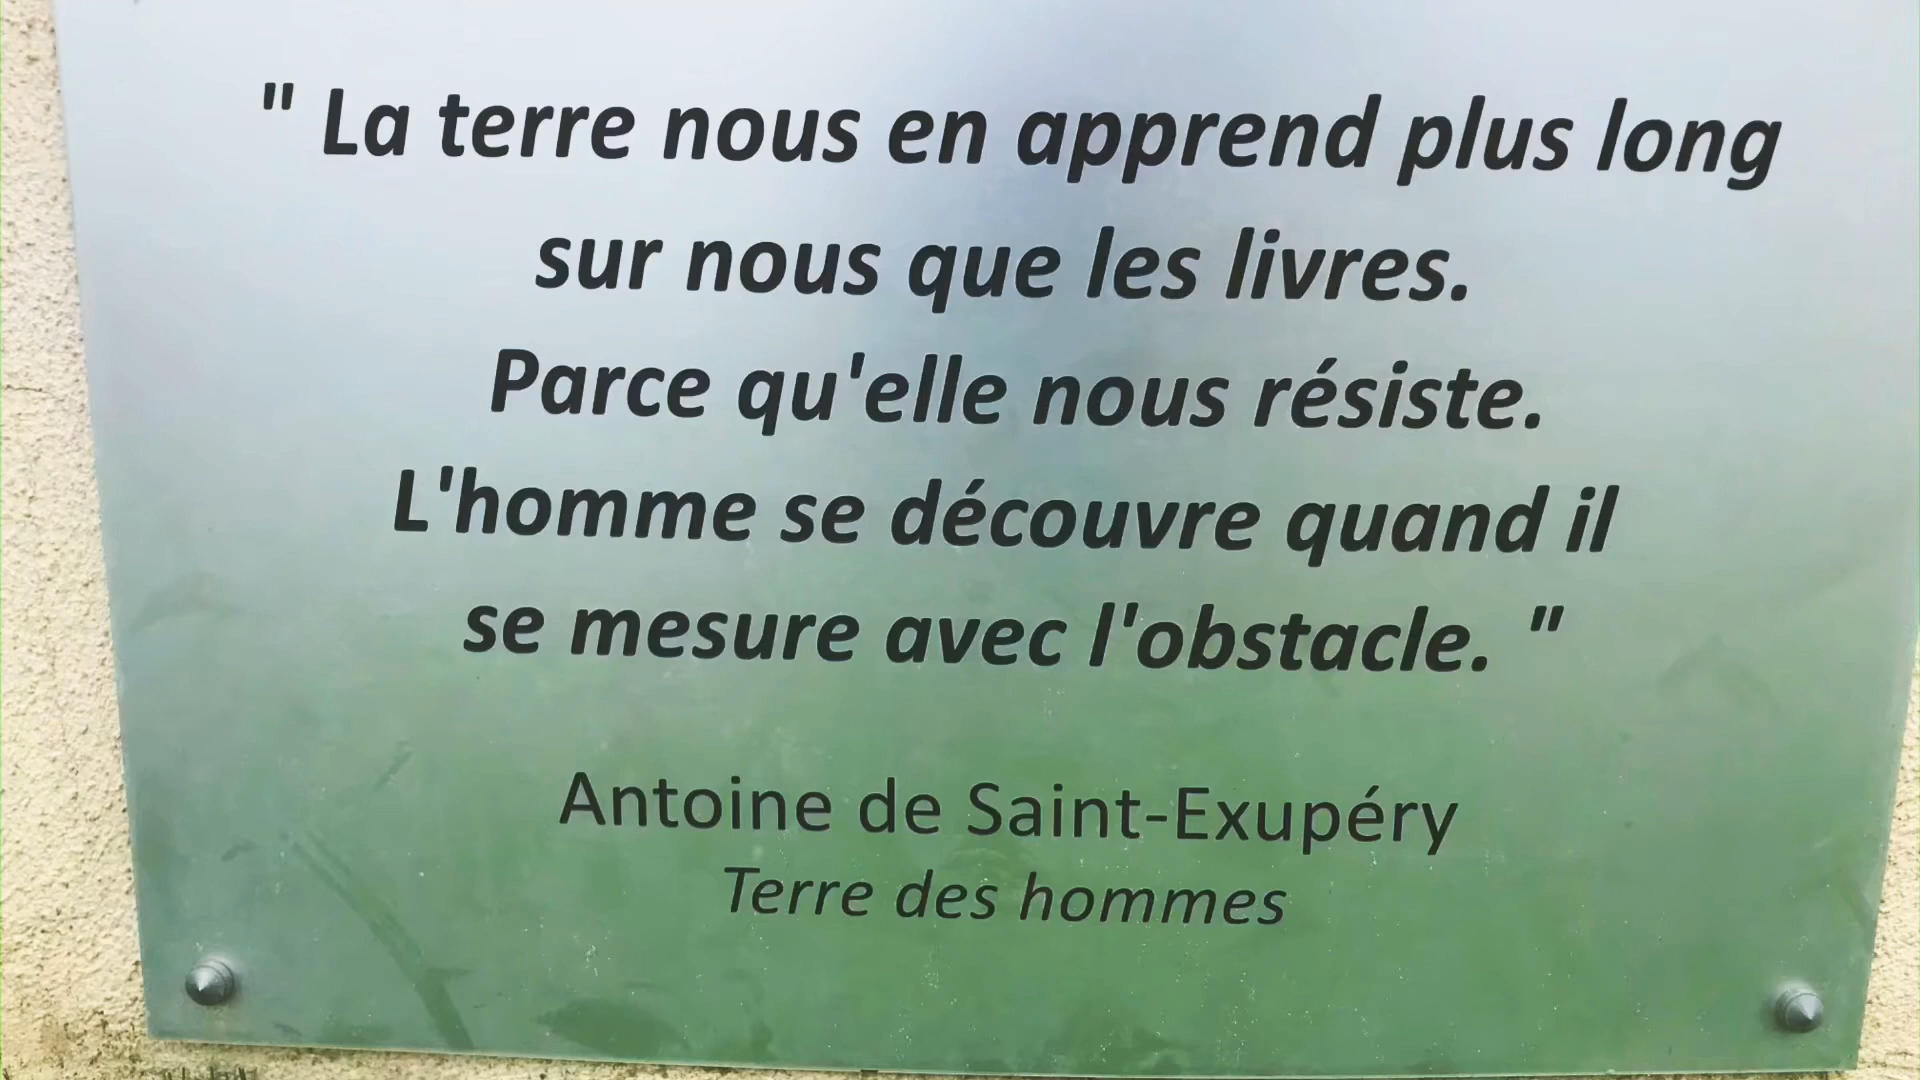 " La terre nous en apprend plus long
sur nous que les livres.
Parce qu'elle nous résiste.
L'homme se découvre quand il
se mesure avec l'obstacle. "
Antoine de Saint-Exupéry
Terre des hommes